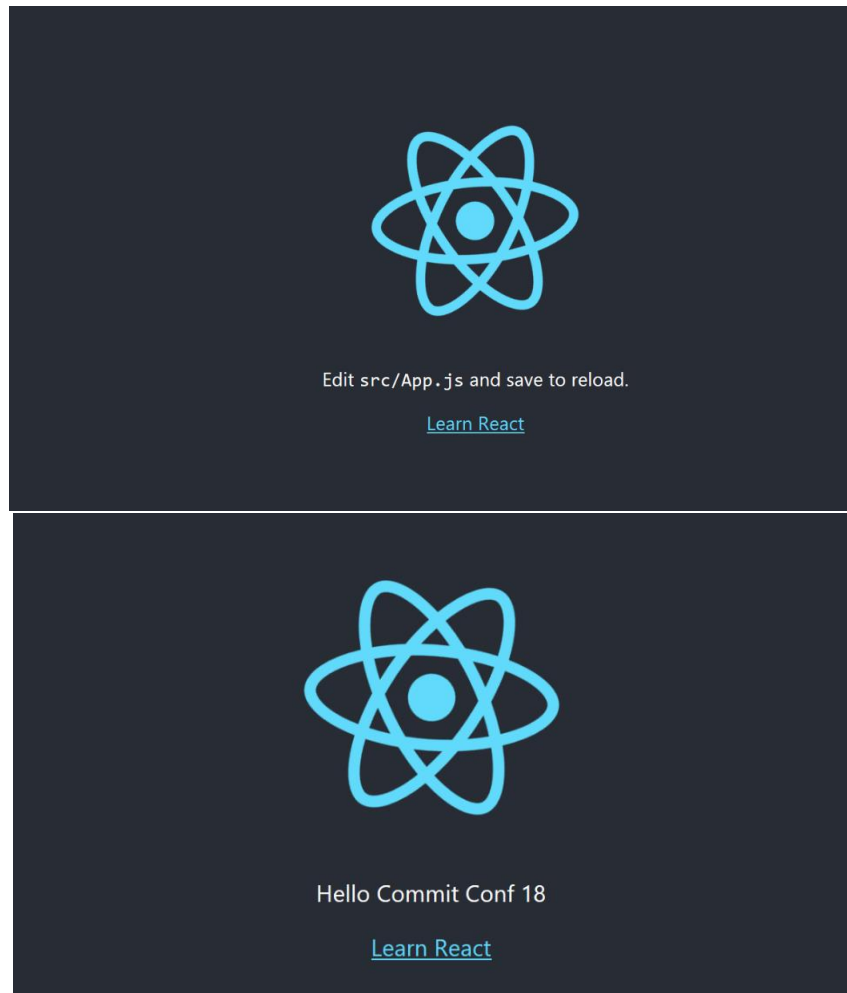 Edit src/App.js and save to reload.
Learn React
Hello Commit Conf 18
Learn React